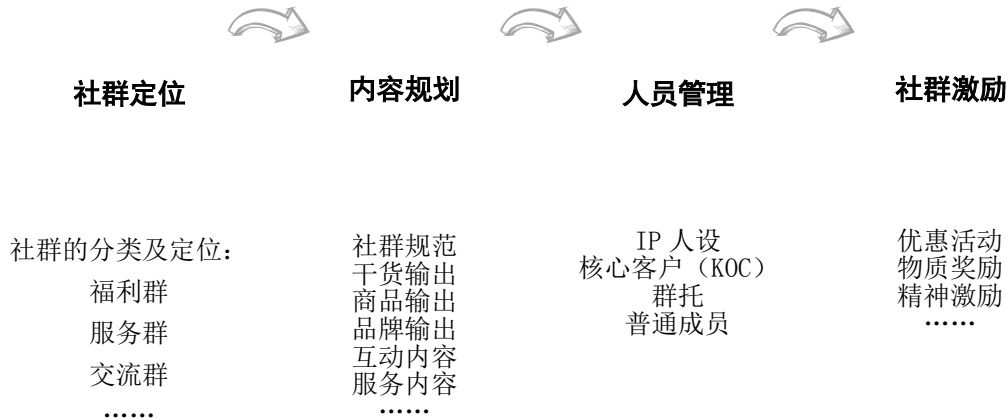 社群定位
内容规划
人员管理
社群激励
社群的分类及定位：
福利群
服务群
交流群
……
社群规范
干货输出
商品输出
品牌输出
互动内容
服务内容
……
IP 人设
核心客户（KOC）
群托
普通成员
优惠活动
物质奖励
精神激励
……